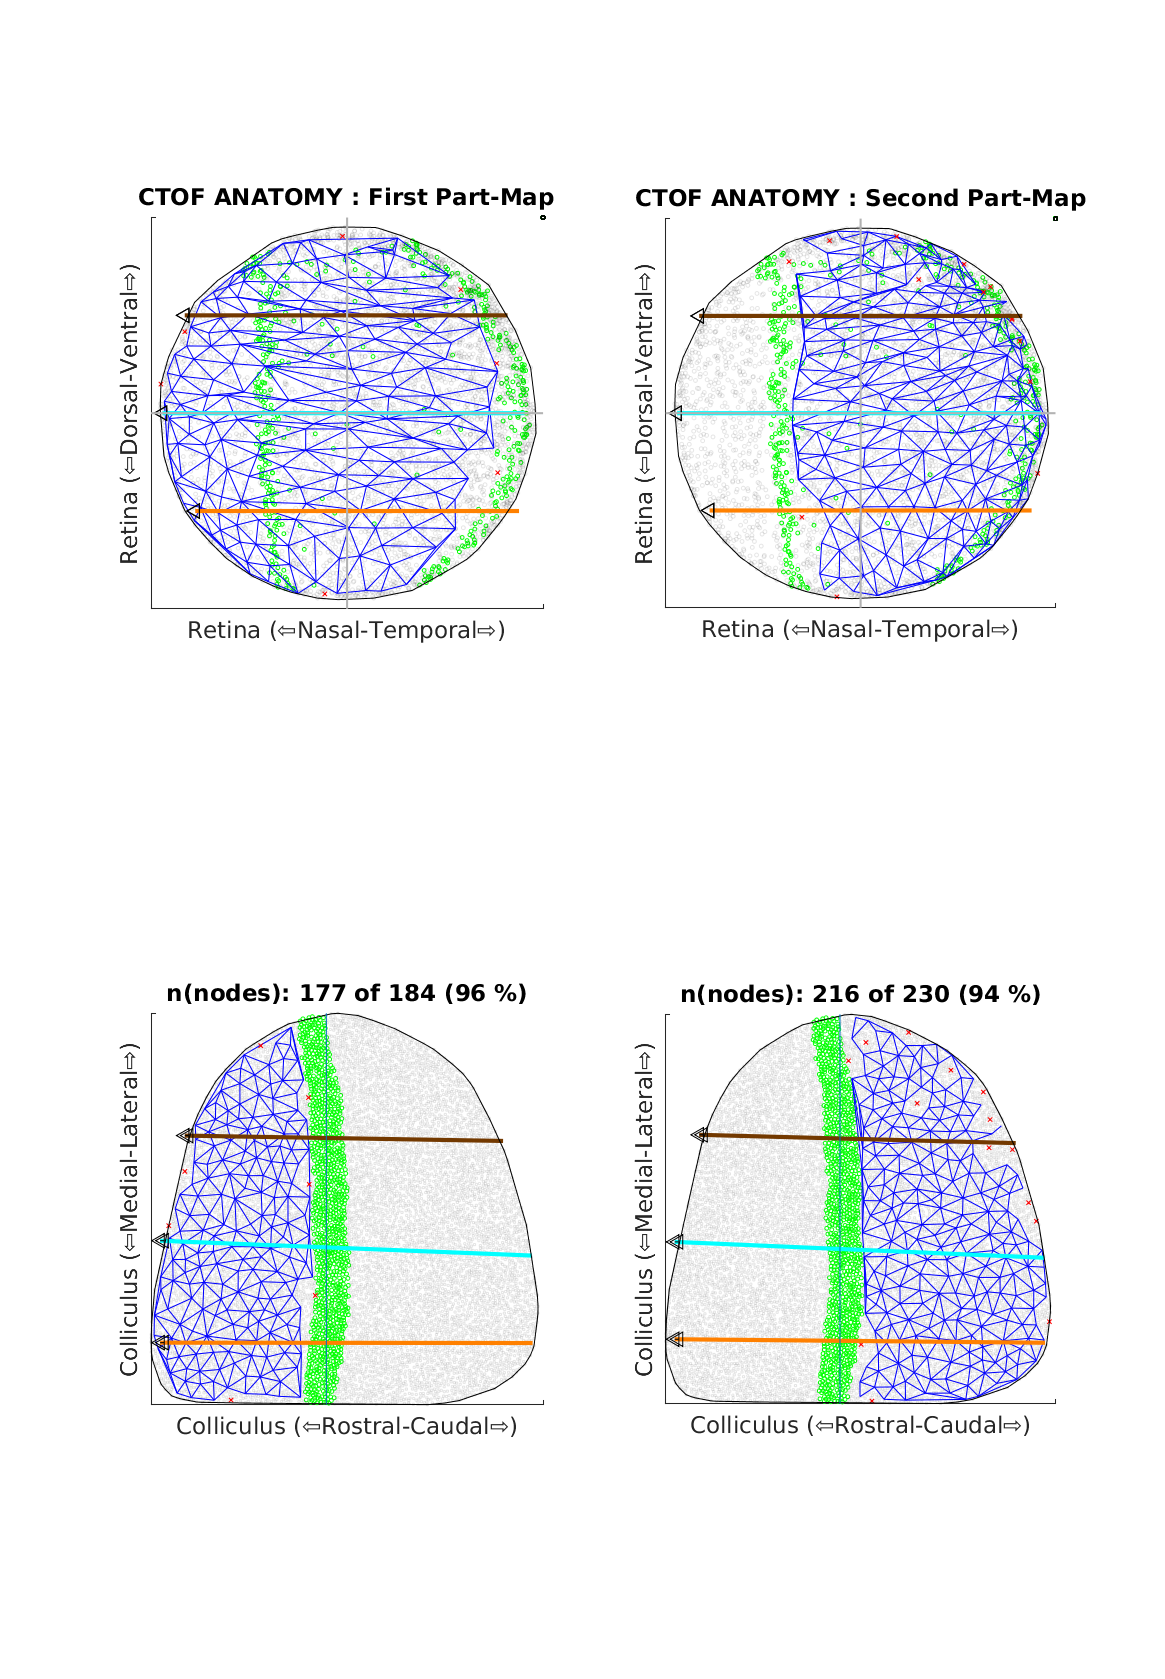 CTOF ANATOMY : First Part-Map
CTOF ANATOMY : Second Part-Map
Retina (⇦Dorsal-Ventral⇨)
Retina (⇦Dorsal-Ventral⇨)
Retina (⇦Nasal-Temporal⇨)
Retina (⇦Nasal-Temporal⇨)
n(nodes): 177 of 184 (96 %)
n(nodes): 216 of 230 (94 %)
Colliculus (⇦Medial-Lateral⇨)
Colliculus (⇦Medial-Lateral⇨)
Colliculus (⇦Rostral-Caudal⇨)
Colliculus (⇦Rostral-Caudal⇨)